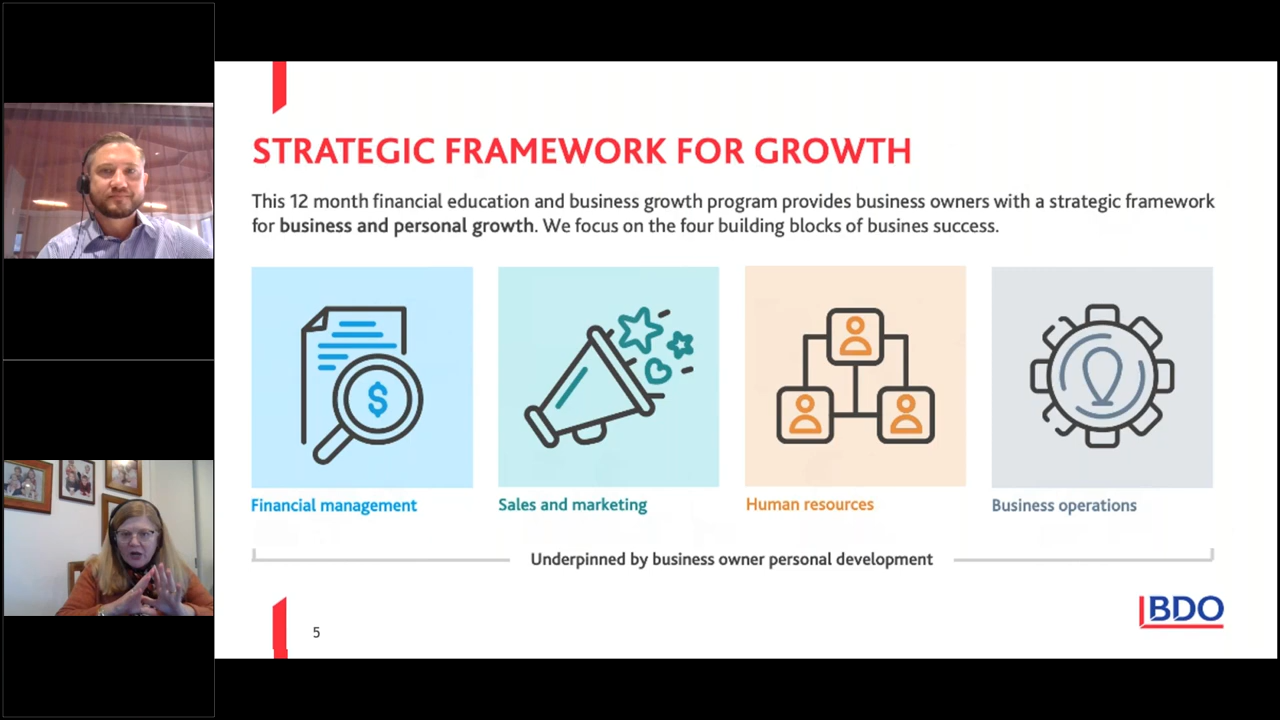 STRATEGIC FRAMEWORK FOR GROWTH
This 12 month financial education and business growth program provides business owners with a strategic framework
for business and personal growth. We focus on the four building blocks of busines success.
$
Financial management
Sales and marketing
Human resources
Business operations
Underpinned by business owner personal development
5
BDO